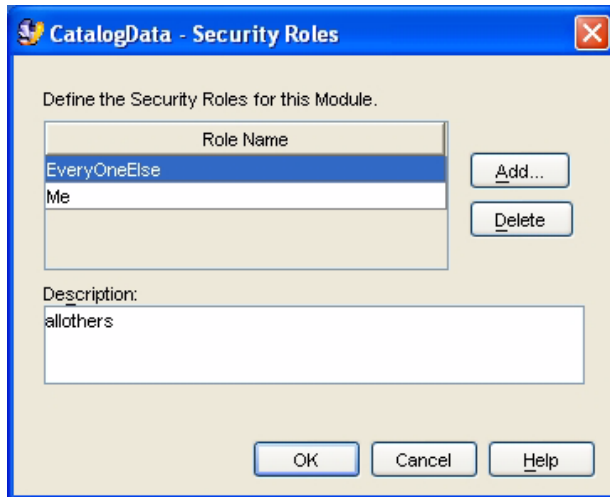 CatalogData - Security Roles
Define the Security Roles for this Module.
Role Name
EveryOneElse
Me
Add...
Delete
Description:
allothers
OK Cancel Help